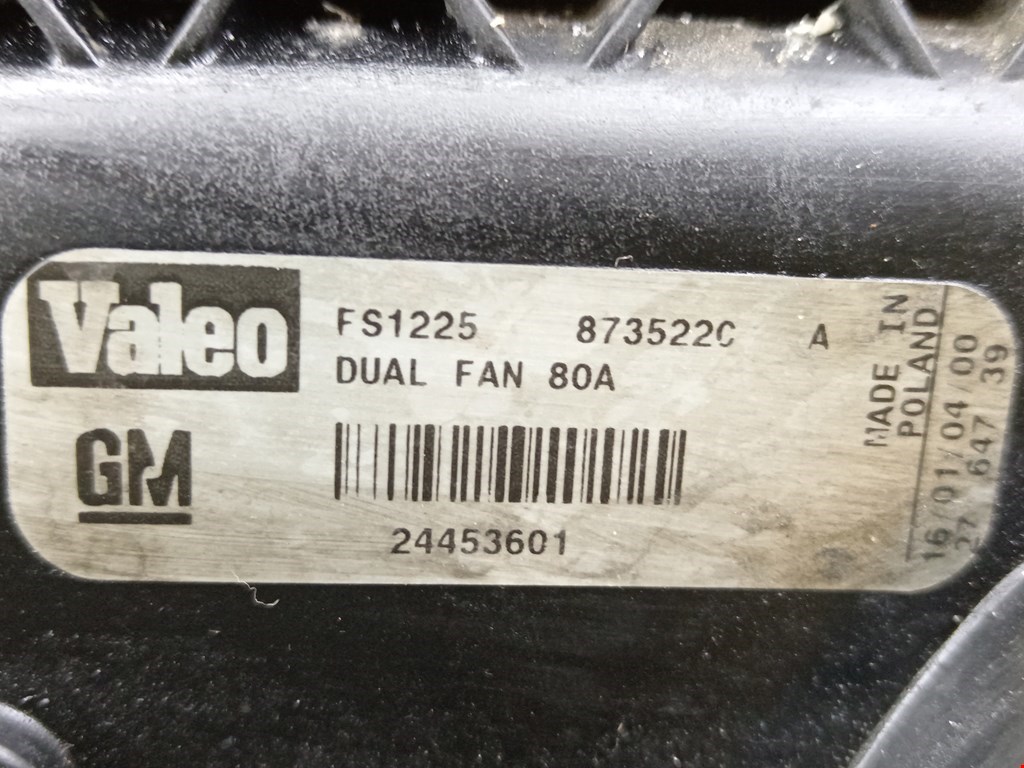 Valeo
FS1225 873522C A
DUAL FAN 80A
GM
24453601
MADE IN
POLAND
16/01/04/00
27 647 39